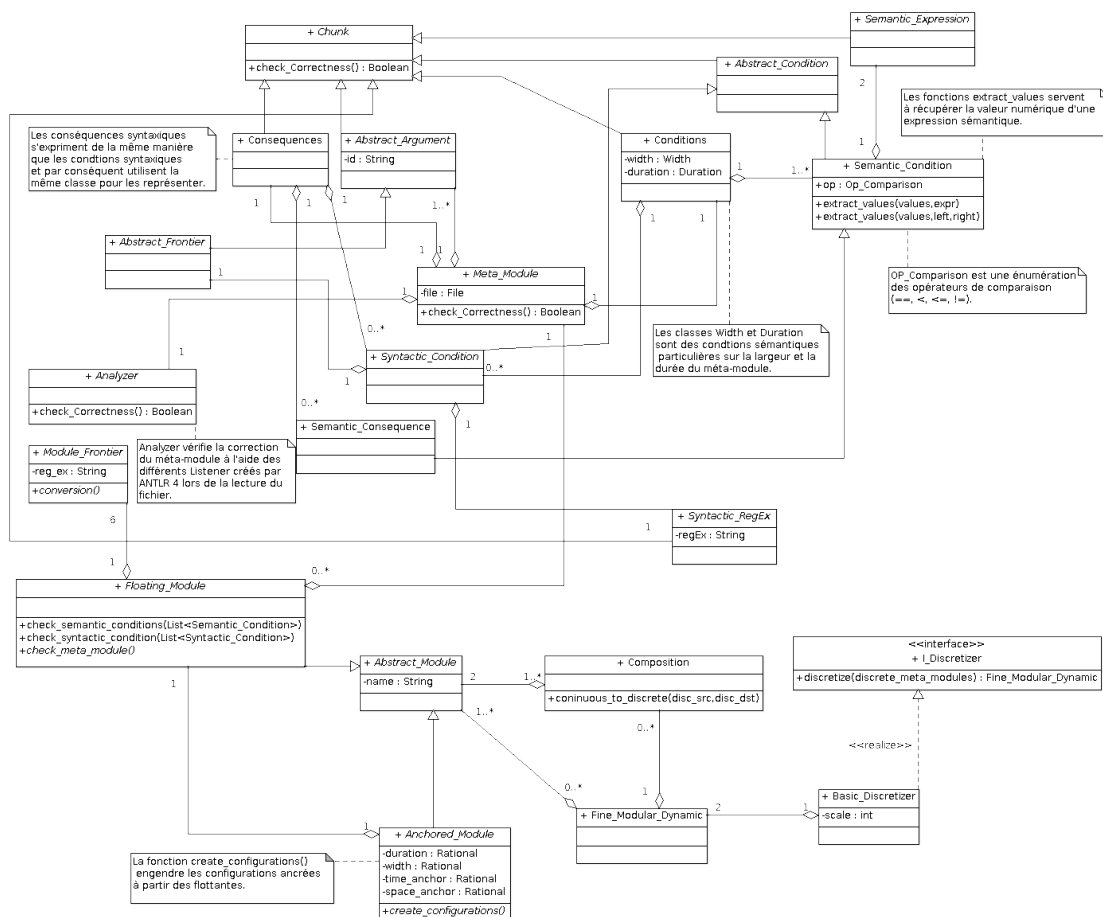 + Semantic_Expression
+ Chunk
+check_Correctness() : Boolean
+ Abstract_Condition
2
Les fonctions extract_values servent
à récupérer la valeur numérique d'une
expression sémantique.
Les conséquences syntaxiques
s'expriment de la même manière
que les condtions syntaxiques
et par conséquent utilisent la
même classe pour les représenter.
+ Consequences
+ Abstract_Argument
-id : String
+ Conditions
-width : Width
-duration : Duration
1
1..*
1
+ Semantic_Condition
+op : Op_Comparison
+extract_values(values,expr)
+extract_values(values,left,right)
1
1
1
1..*
1
1
+ Abstract_Frontier
1
1
1
+ Meta_Module
-file : File
+check_Correctness() : Boolean
1
1
1
OP_Comparison est une énumération
des opérateurs de comparaison
(==, <, <=, !=).
Les classes Width et Duration
sont des condtions sémantiques
particulières sur la largeur et la
durée du méta-module.
0..*
1
1
+ Syntactic_Condition
0..*
1
1
+ Analyzer
+check_Correctness() : Boolean
0..*
+ Semantic_Consequence
+ Module_Frontier
-reg_ex : String
+conversion()
Analyzer vérifie la correction
du méta-module à l'aide des
différents Listener créés par
ANTLR 4 lors de la lecture du
fichier.
6
1
+ Syntactic_RegEx
-regEx : String
1
0..*
+ Floating_Module
+check_semantic_conditions(List<Semantic_Condition>)
+check_syntactic_condition(List<Syntactic_Condition>)
+check_meta_module()
1
+ Abstract_Module
-name : String
2
1..*
1..*
+ Composition
+coninuous_to_discrete(disc_src,disc_dst)
<<interface>>
+ I_Discretizer
+discretize(discrete_meta_modules) : Fine_Modular_Dynamic
0..*
<<realize>>
0..*
1
+ Fine_Modular_Dynamic
2
1
+ Basic_Discretizer
-scale : int
1
+ Anchored_Module
-duration : Rational
-width : Rational
-time_anchor : Rational
-space_anchor : Rational
+create_configurations()
La fonction create_configurations()
engendre les configurations ancrées
à partir des flottantes.